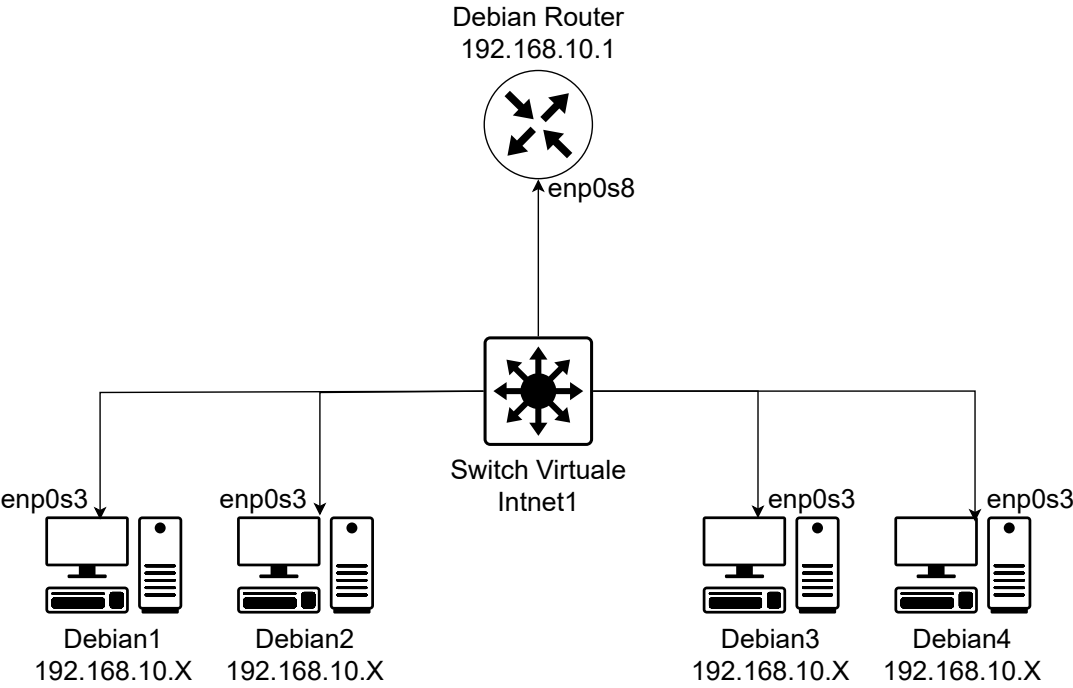 Debian Router
192.168.10.1
enp0s8
Switch Virtuale
Intnet1
enp0s3
enp0s3
enp0s3
enp0s3
Debian1
192.168.10.X
Debian2
192.168.10.X
Debian3
192.168.10.X
Debian4
192.168.10.X